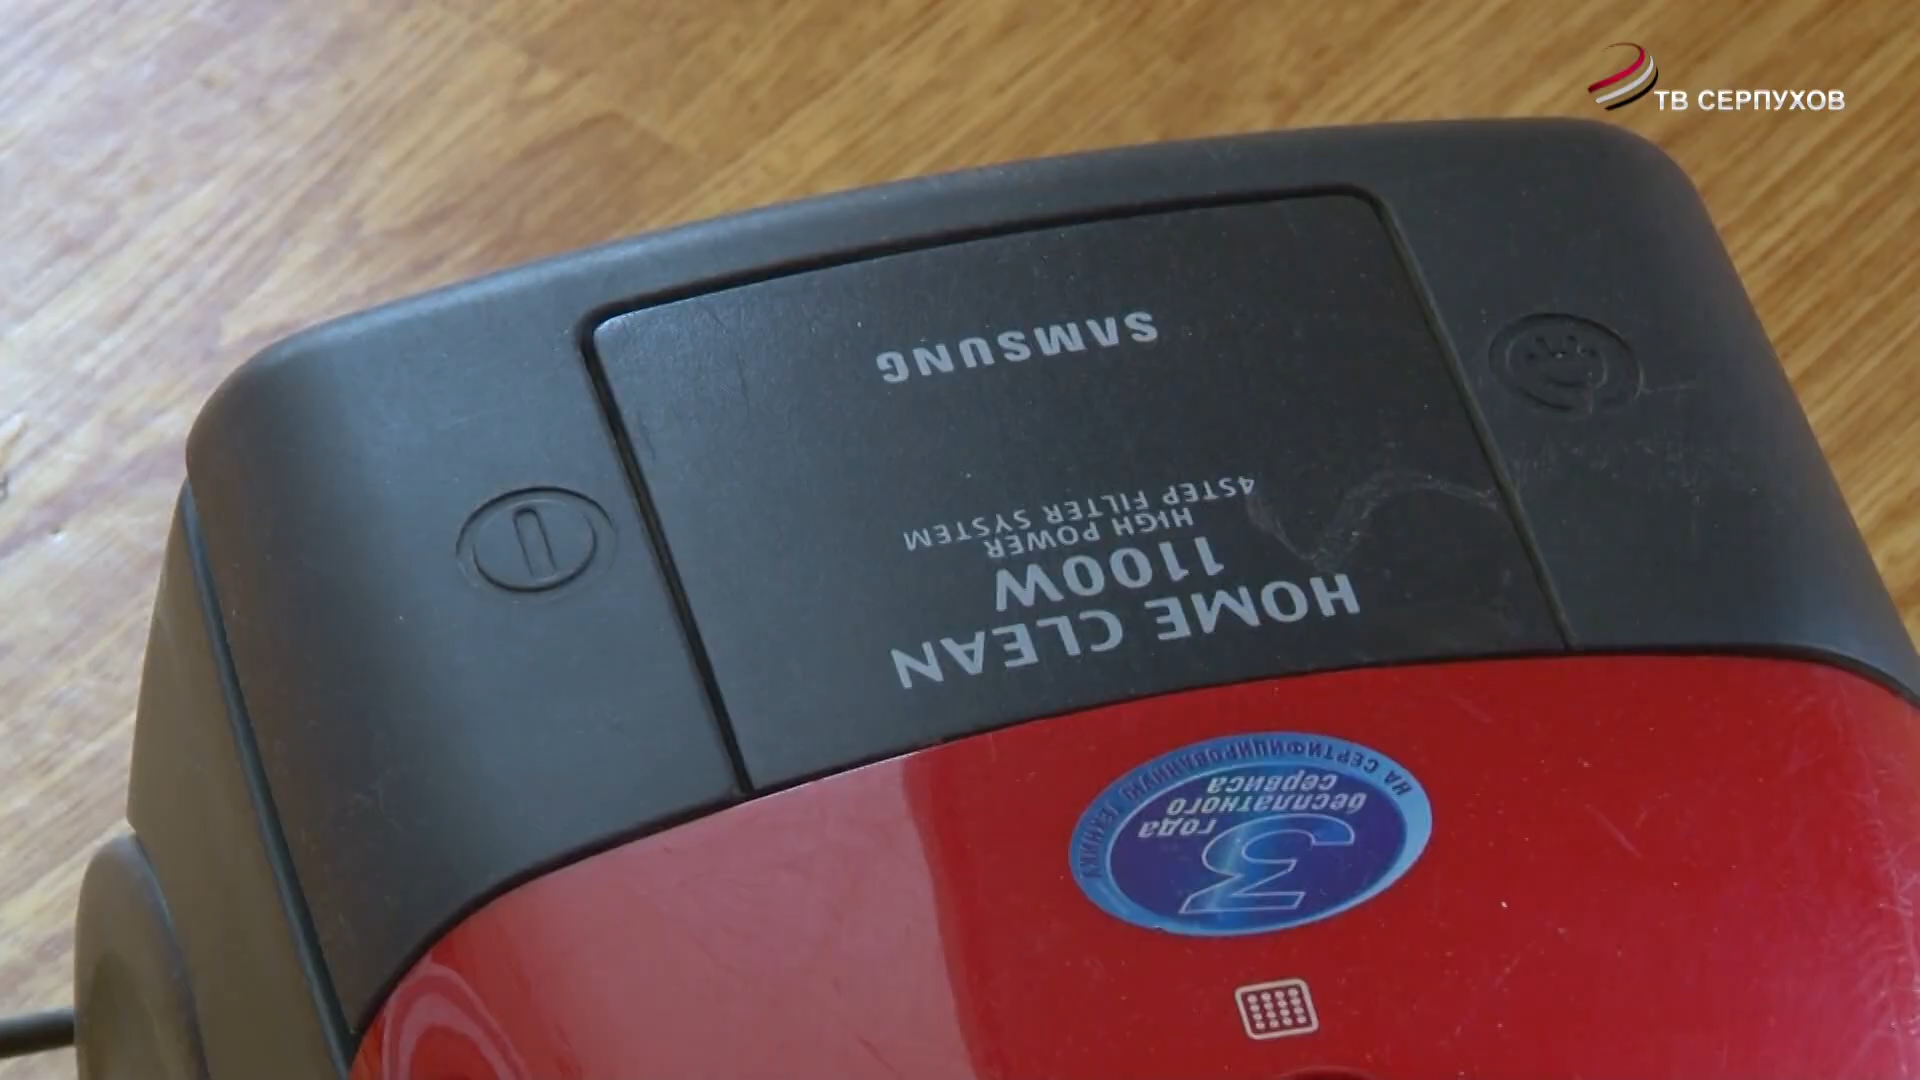 ТВ СЕРПУХОВ
SAMSUNG
HOME CLEAN
1100W
HIGH POWER
4STEP FILTER SYSTEM
3
года
бесплатного
сервиса
НА СЕРТИФИЦИРОВАННУЮ ТЕХНИКУ